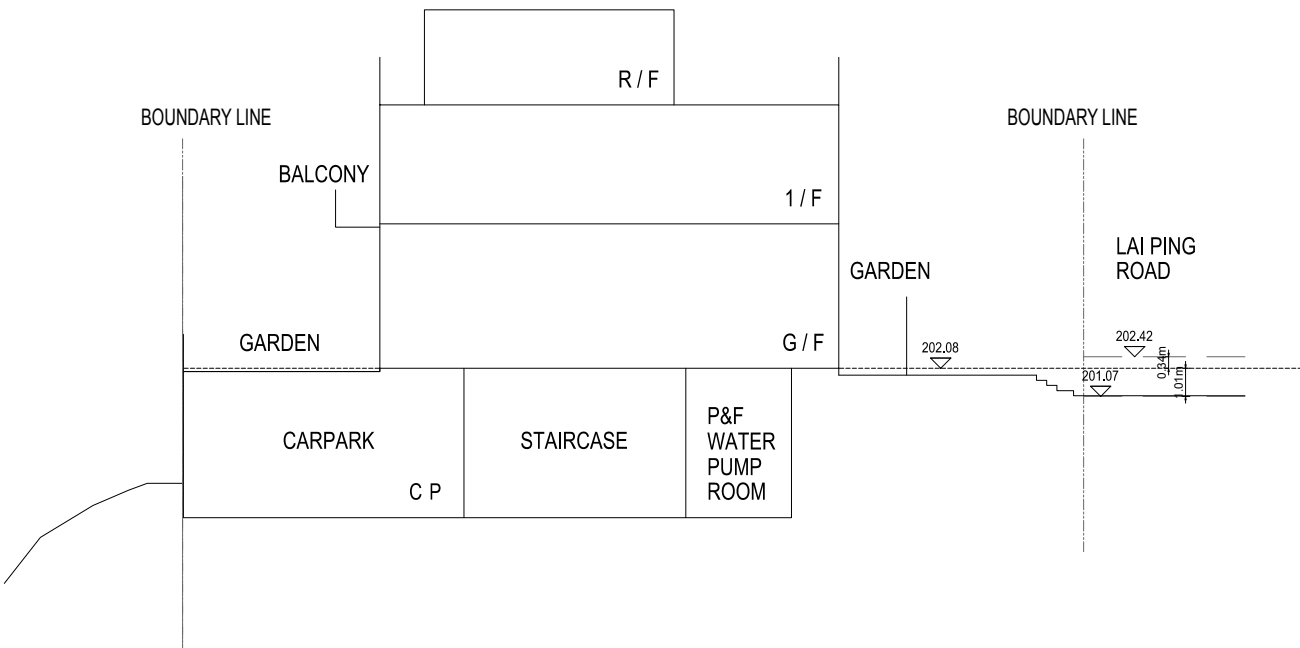 R / F
BOUNDARY LINE
BOUNDARY LINE
BALCONY
1 / F
LAI PING
ROAD
GARDEN
GARDEN
G / F
202.08
202.42
0.34m
201.07
1.01m
CARPARK
STAIRCASE
P&F
WATER
PUMP
ROOM
C P